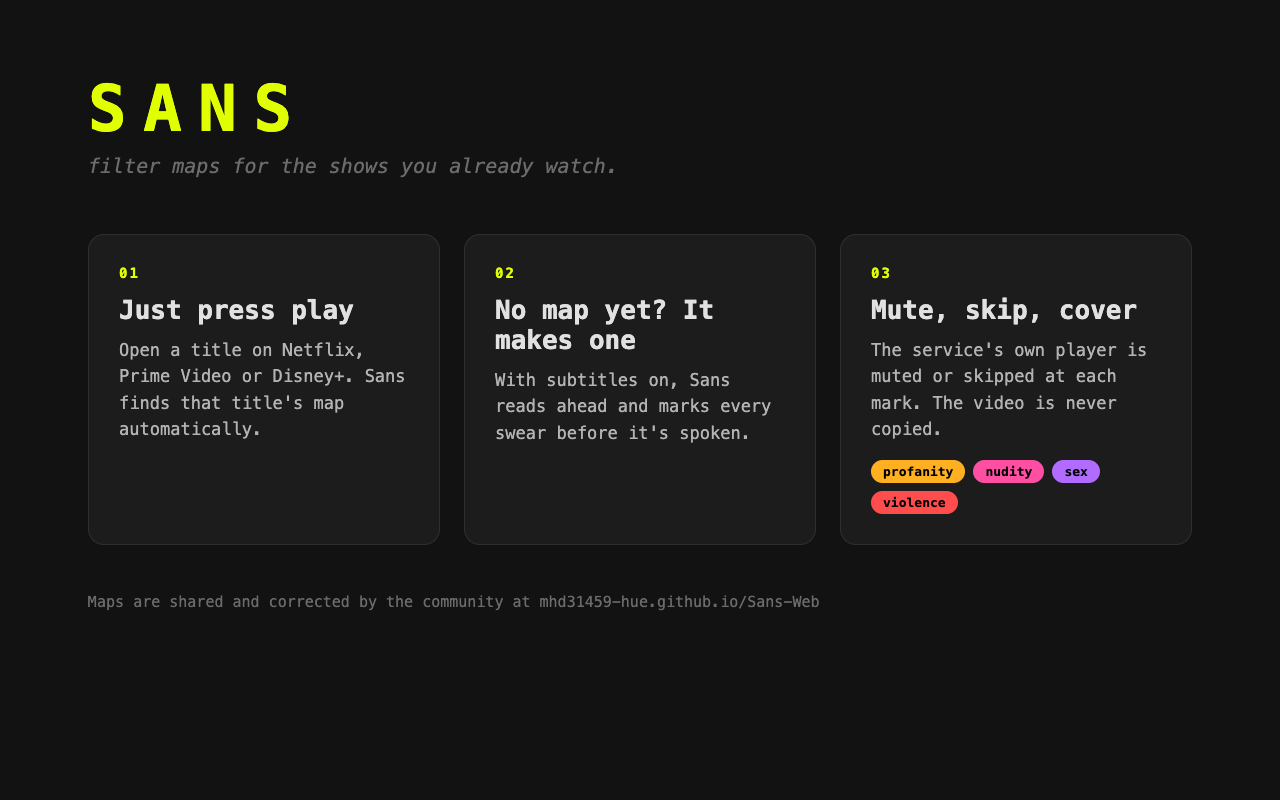 SANS
filter maps for the shows you already watch.
01
Just press play
Open a title on Netflix,
Prime Video or Disney+. Sans
finds that title's map
automatically.
02
No map yet? It
makes one
With subtitles on, Sans
reads ahead and marks every
swear before it's spoken.
03
Mute, skip, cover
The service's own player is
muted or skipped at each
mark. The video is never
copied.
profanity nudity sex
violence
Maps are shared and corrected by the community at mhd31459-hue.github.io/Sans-Web